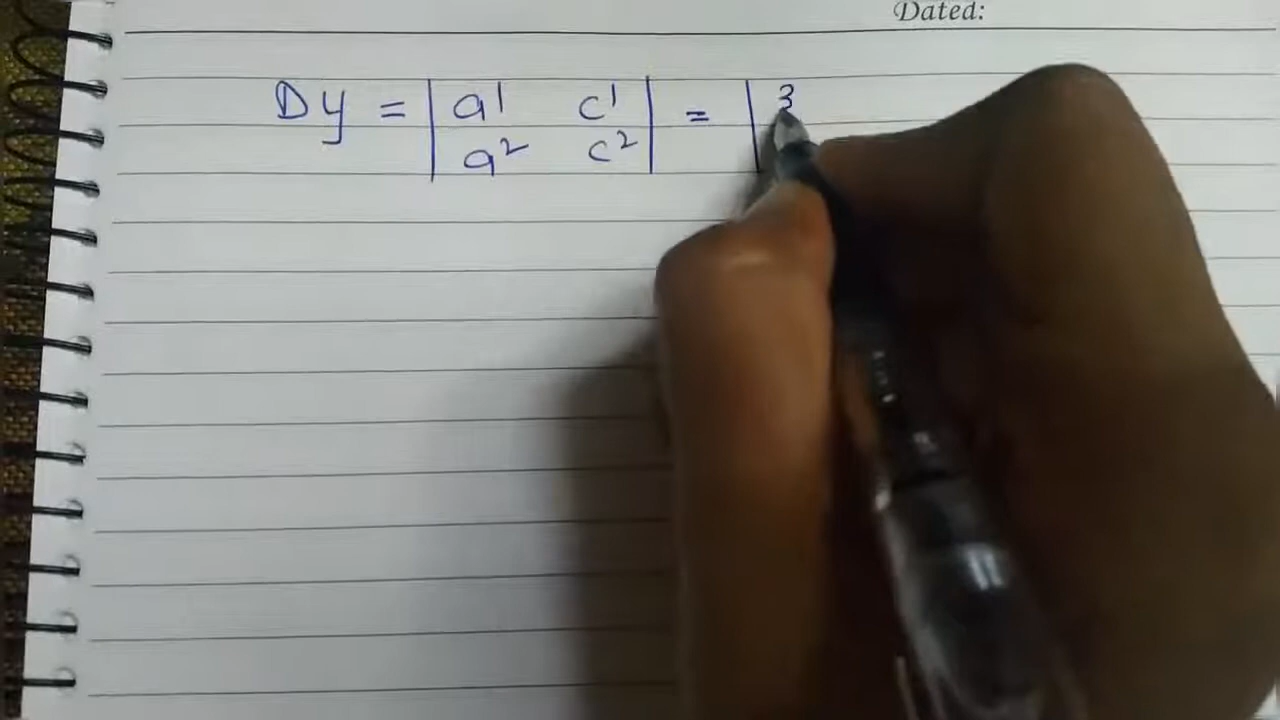 Dated:
Dy = | a1 c1 | = | 3
| a2 c2 |